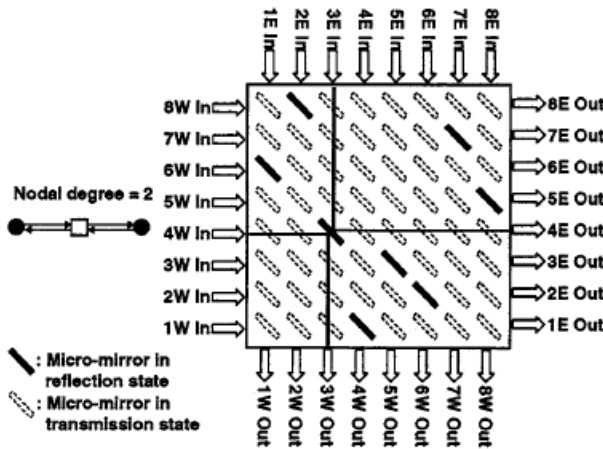 1E In
2E In
3E In
4E In
5E In
6E In
7E In
8E In
8W In
7W In
6W In
5W In
4W In
3W In
2W In
1W In
8E Out
7E Out
6E Out
5E Out
4E Out
3E Out
2E Out
1E Out
Nodal degree = 2
: Micro-mirror in
reflection state
: Micro-mirror in
transmission state
1W Out
2W Out
3W Out
4W Out
5W Out
6W Out
7W Out
8W Out